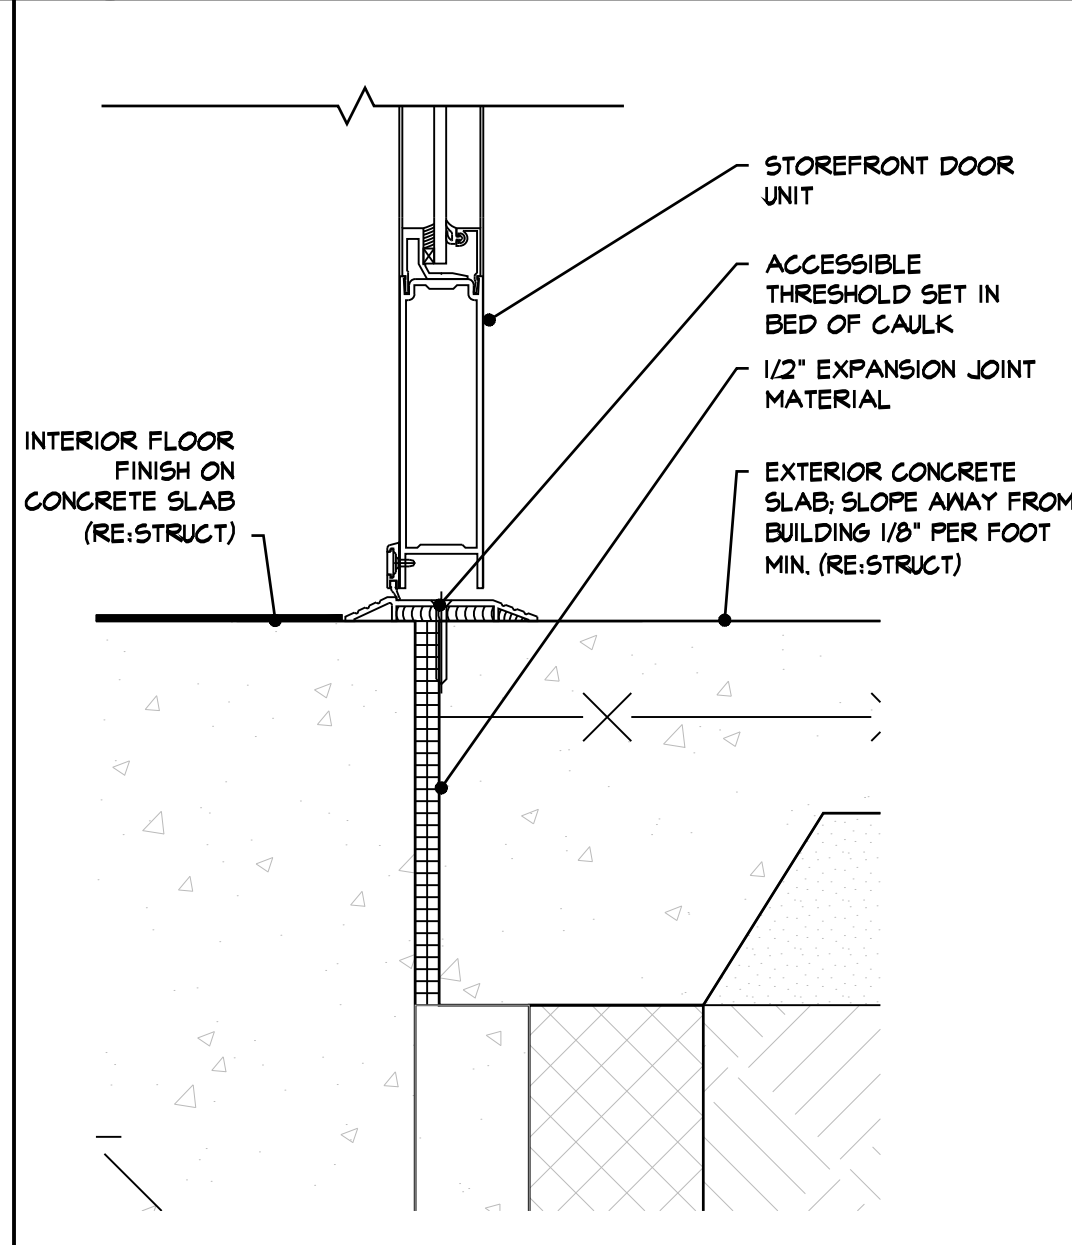 STOREFRONT DOOR
UNIT
ACCESSIBLE
THRESHOLD SET IN
BED OF CAULK
1/2" EXPANSION JOINT
MATERIAL
INTERIOR FLOOR
FINISH ON
CONCRETE SLAB
(RE:STRUCT)
EXTERIOR CONCRETE
SLAB; SLOPE AWAY FROM
BUILDING 1/8" PER FOOT
MIN. (RE:STRUCT)